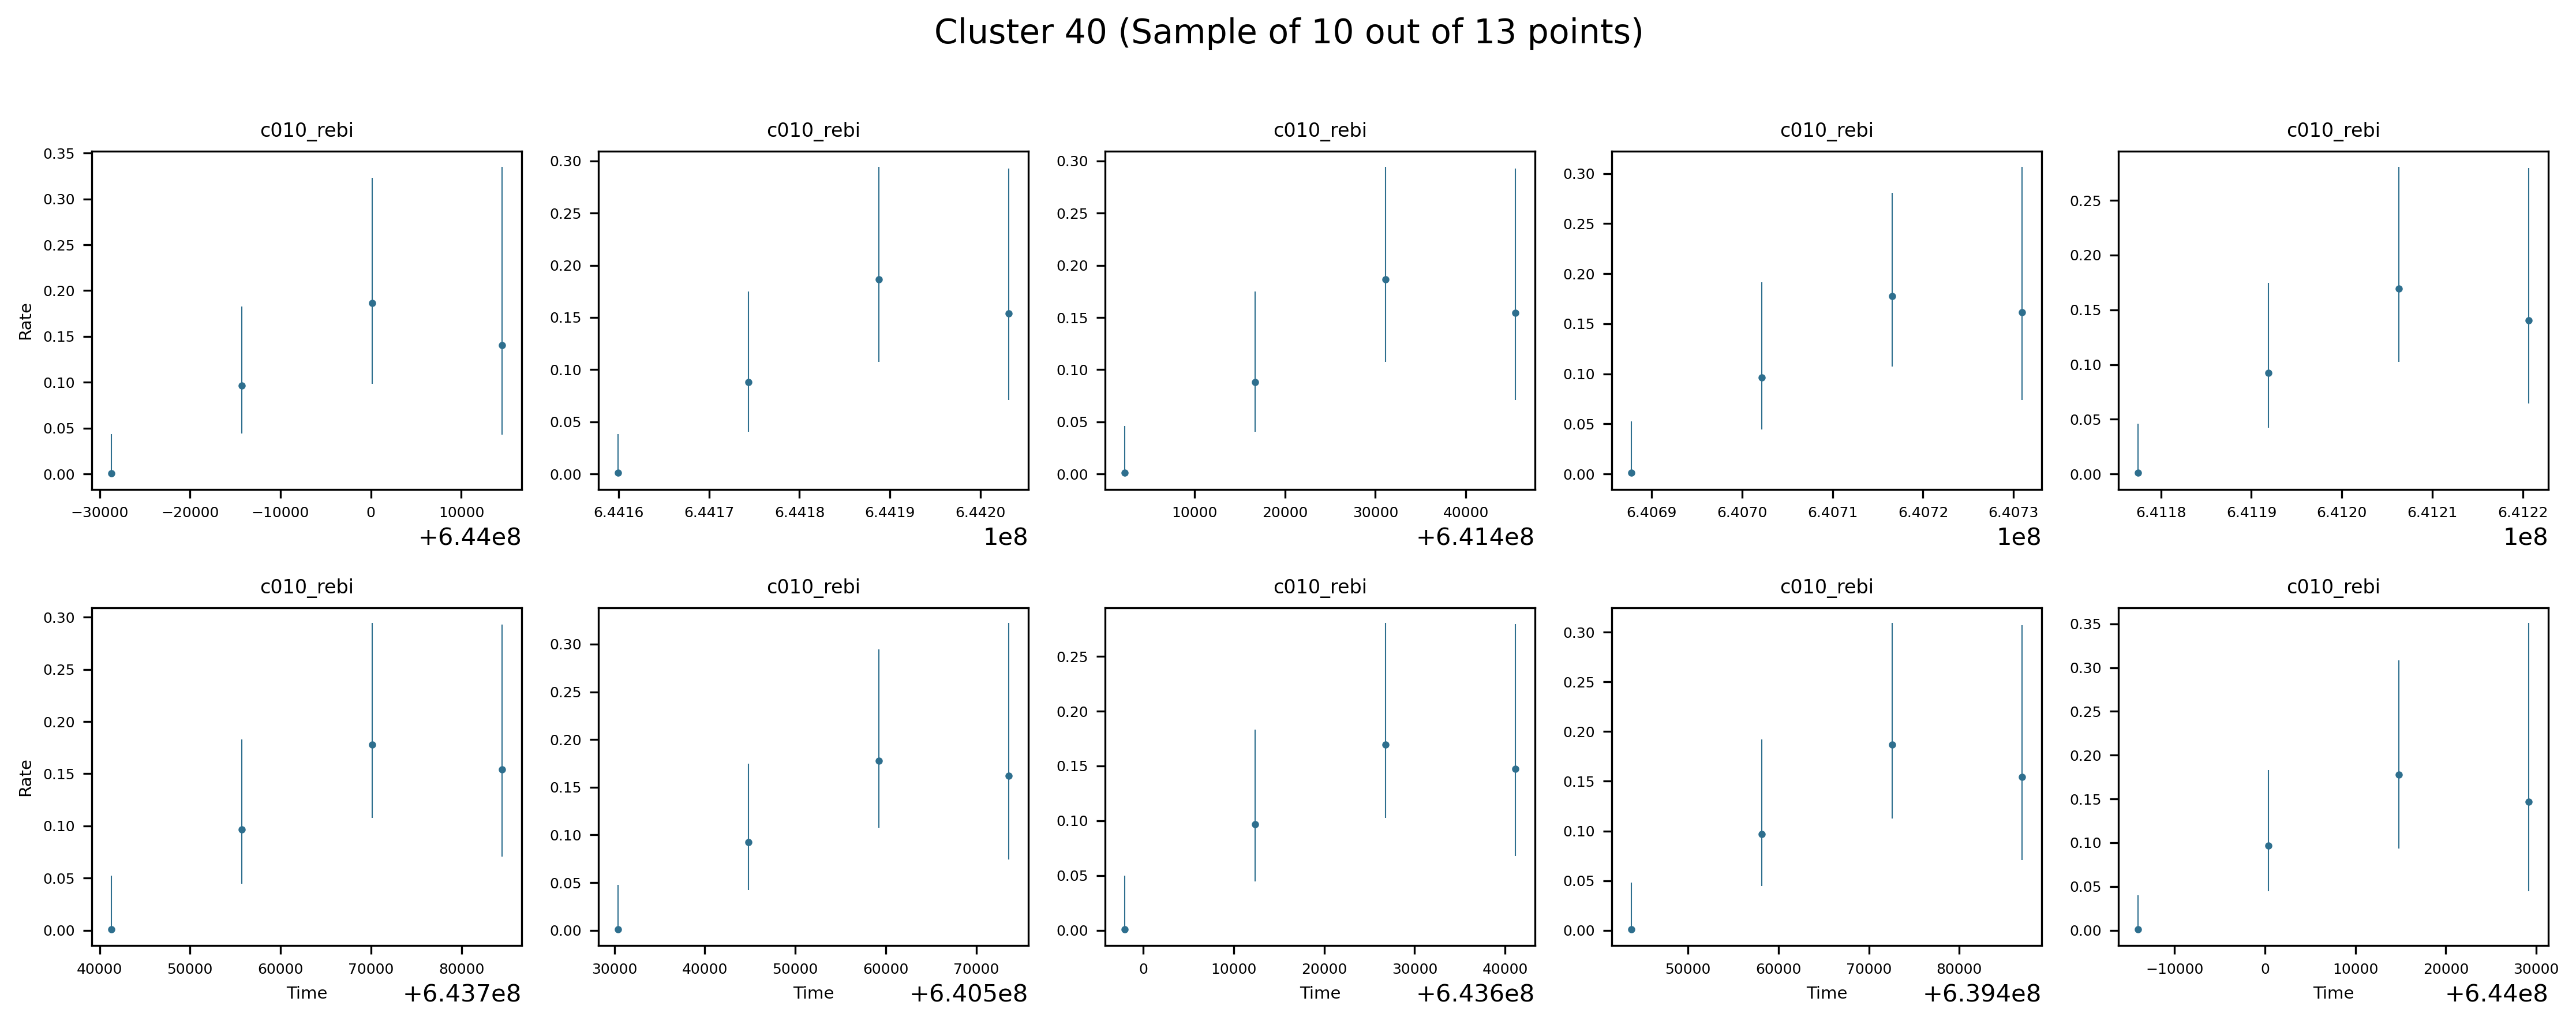 Cluster 40 (Sample of 10 out of 13 points)
c010_rebi c010_rebi c010_rebi c010_rebi c010_rebi
Rate
0.35
0.30
0.25
0.20
0.15
0.10
0.05
0.00
−30000 −20000 −10000 0 10000
+6.44e8
0.30
0.25
0.20
0.15
0.10
0.05
0.00
6.4416 6.4417 6.4418 6.4419 6.4420
1e8
0.30
0.25
0.20
0.15
0.10
0.05
0.00
10000 20000 30000 40000
+6.414e8
0.30
0.25
0.20
0.15
0.10
0.05
0.00
6.4069 6.4070 6.4071 6.4072 6.4073
1e8
0.25
0.20
0.15
0.10
0.05
0.00
6.4118 6.4119 6.4120 6.4121 6.4122
1e8
c010_rebi c010_rebi c010_rebi c010_rebi c010_rebi
Rate
0.30
0.25
0.20
0.15
0.10
0.05
0.00
40000 50000 60000 70000 80000
Time +6.437e8
0.30
0.25
0.20
0.15
0.10
0.05
0.00
30000 40000 50000 60000 70000
Time +6.405e8
0.25
0.20
0.15
0.10
0.05
0.00
0 10000 20000 30000 40000
Time +6.436e8
0.30
0.25
0.20
0.15
0.10
0.05
0.00
50000 60000 70000 80000
Time +6.394e8
0.35
0.30
0.25
0.20
0.15
0.10
0.05
0.00
−10000 0 10000 20000 30000
Time +6.44e8